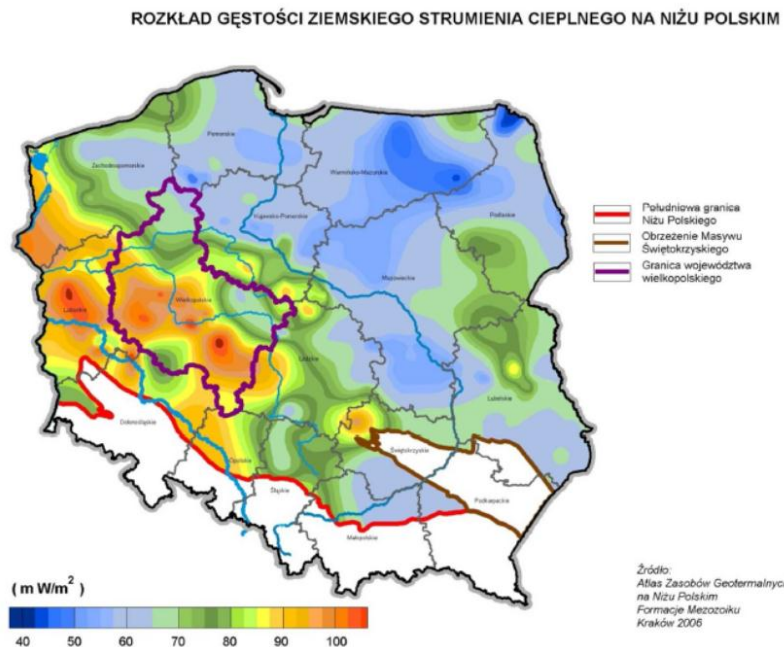 ROZKŁAD GĘSTOŚCI ZIEMSKIEGO STRUMIENIA CIEPLNEGO NA NIŻU POLSKIM
Pomorskie
Zachodniopomorskie
Warmińsko-Mazurskie
Kujawsko-Pomorskie
Podlaskie
Mazowieckie
Wielkopolskie
Lubuskie
Łódzkie
Lubelskie
Dolnośląskie
Opolskie
Świętokrzyskie
Śląskie
Podkarpackie
Małopolskie
Południowa granica
Niżu Polskiego
Obrzeżenie Masywu
Świętokrzyskiego
Granica województwa
wielkopolskiego
( m W/m² )
40 50 60 70 80 90 100
Źródło:
Atlas Zasobów Geotermalnych
na Niżu Polskim
Formacje Mezozoiku
Kraków 2006